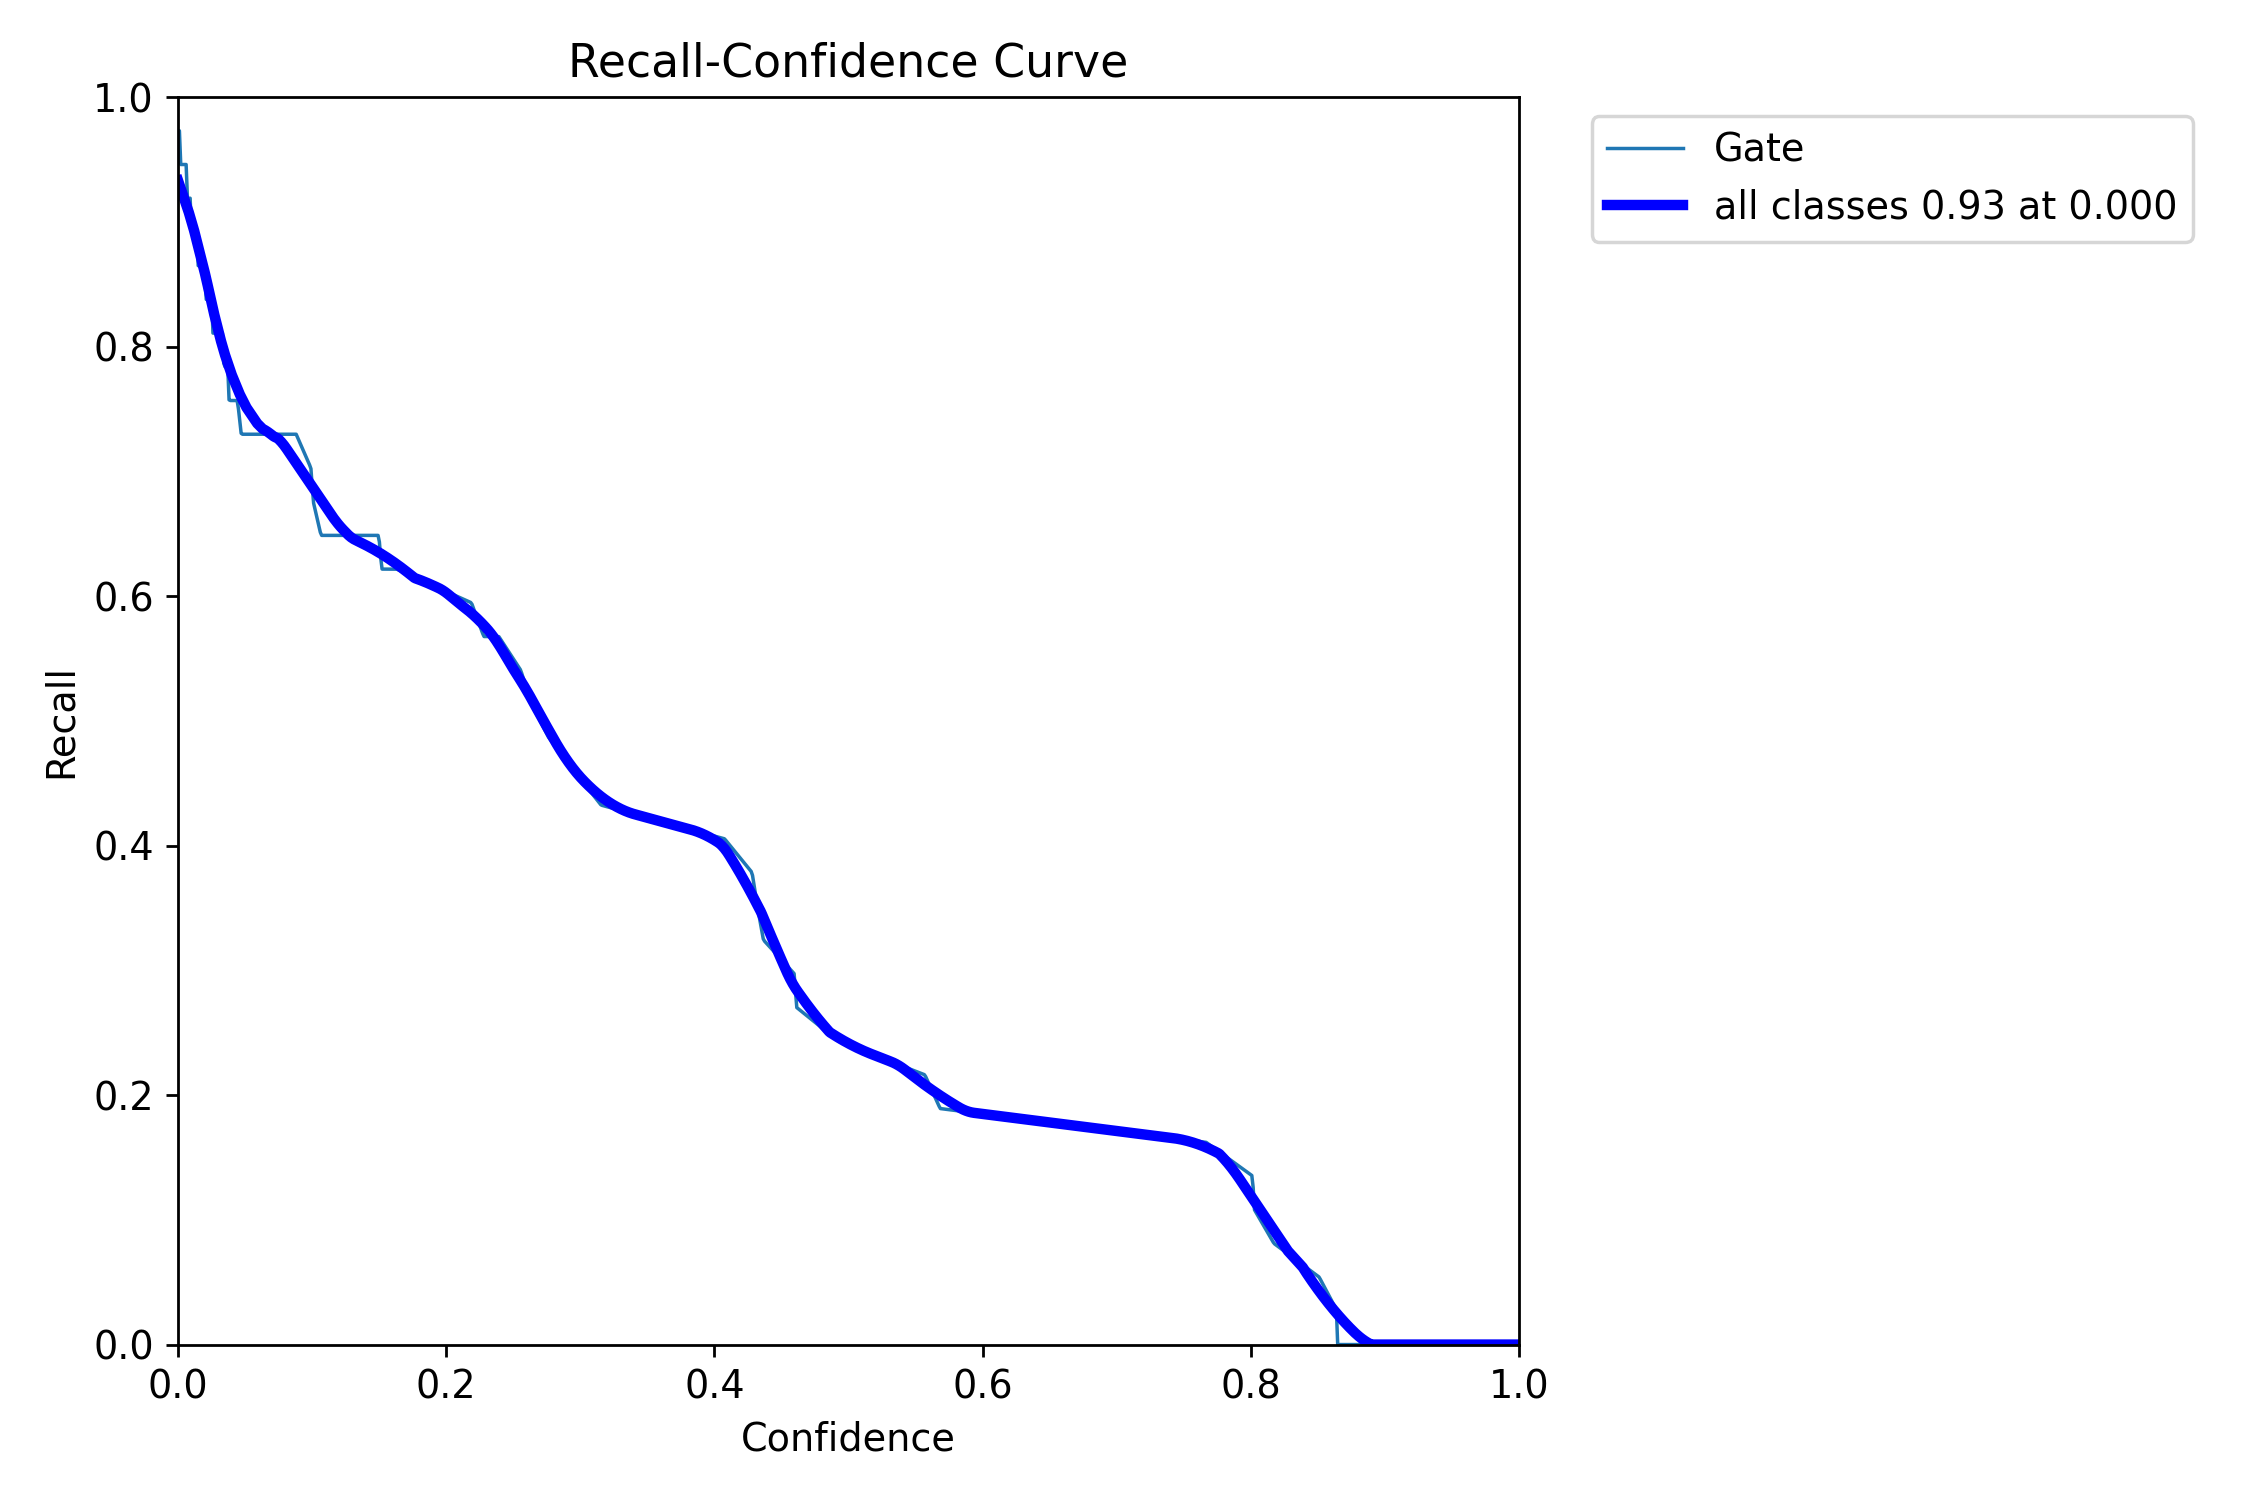 Recall-Confidence Curve
Gate
all classes 0.93 at 0.000
1.0
0.8
0.6
0.4
0.2
0.0
Recall
0.0 0.2 0.4 0.6 0.8 1.0
Confidence